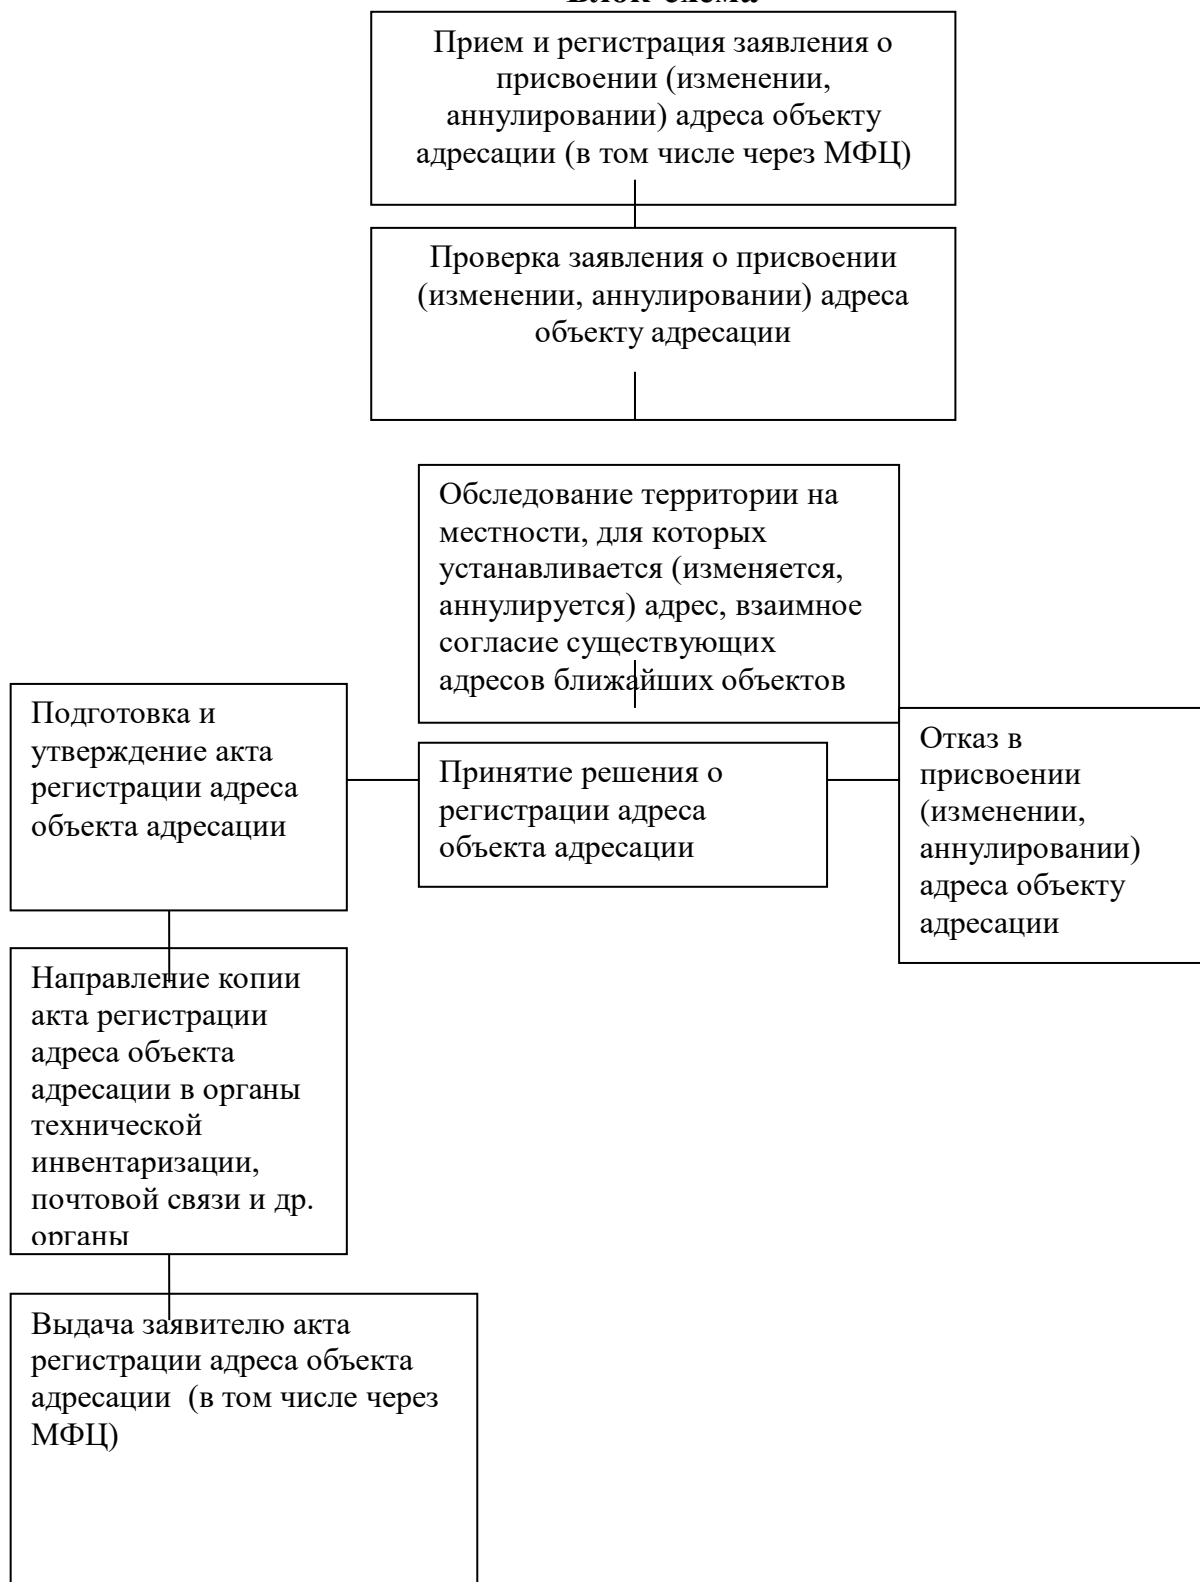 Блок-схема
Прием и регистрация заявления о
присвоении (изменении,
аннулировании) адреса объекту
адресации (в том числе через МФЦ)
Проверка заявления о присвоении
(изменении, аннулировании) адреса
объекту адресации
Обследование территории на
местности, для которых
устанавливается (изменяется,
аннулируется) адрес, взаимное
согласие существующих
адресов ближайших объектов
Подготовка и
утверждение акта
регистрации адреса
объекта адресации
Принятие решения о
регистрации адреса
объекта адресации
Отказ в
присвоении
(изменении,
аннулировании)
адреса объекту
адресации
Направление копии
акта регистрации
адреса объекта
адресации в органы
технической
инвентаризации,
почтовой связи и др.
органы
Выдача заявителю акта
регистрации адреса объекта
адресации (в том числе через
МФЦ)